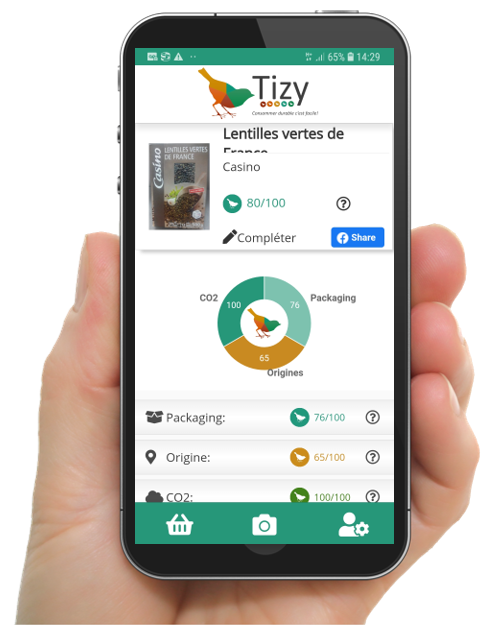 65% 14:29
Tizy
Consommer durable c'est facile!
Lentilles vertes de
France
Casino
LENTILLES VERTES
DE FRANCE
Casino
80/100
Compléter
Share
CO2
100
76
Packaging
65
Origines
Packaging:
76/100
Origine:
65/100
CO2:
100/100